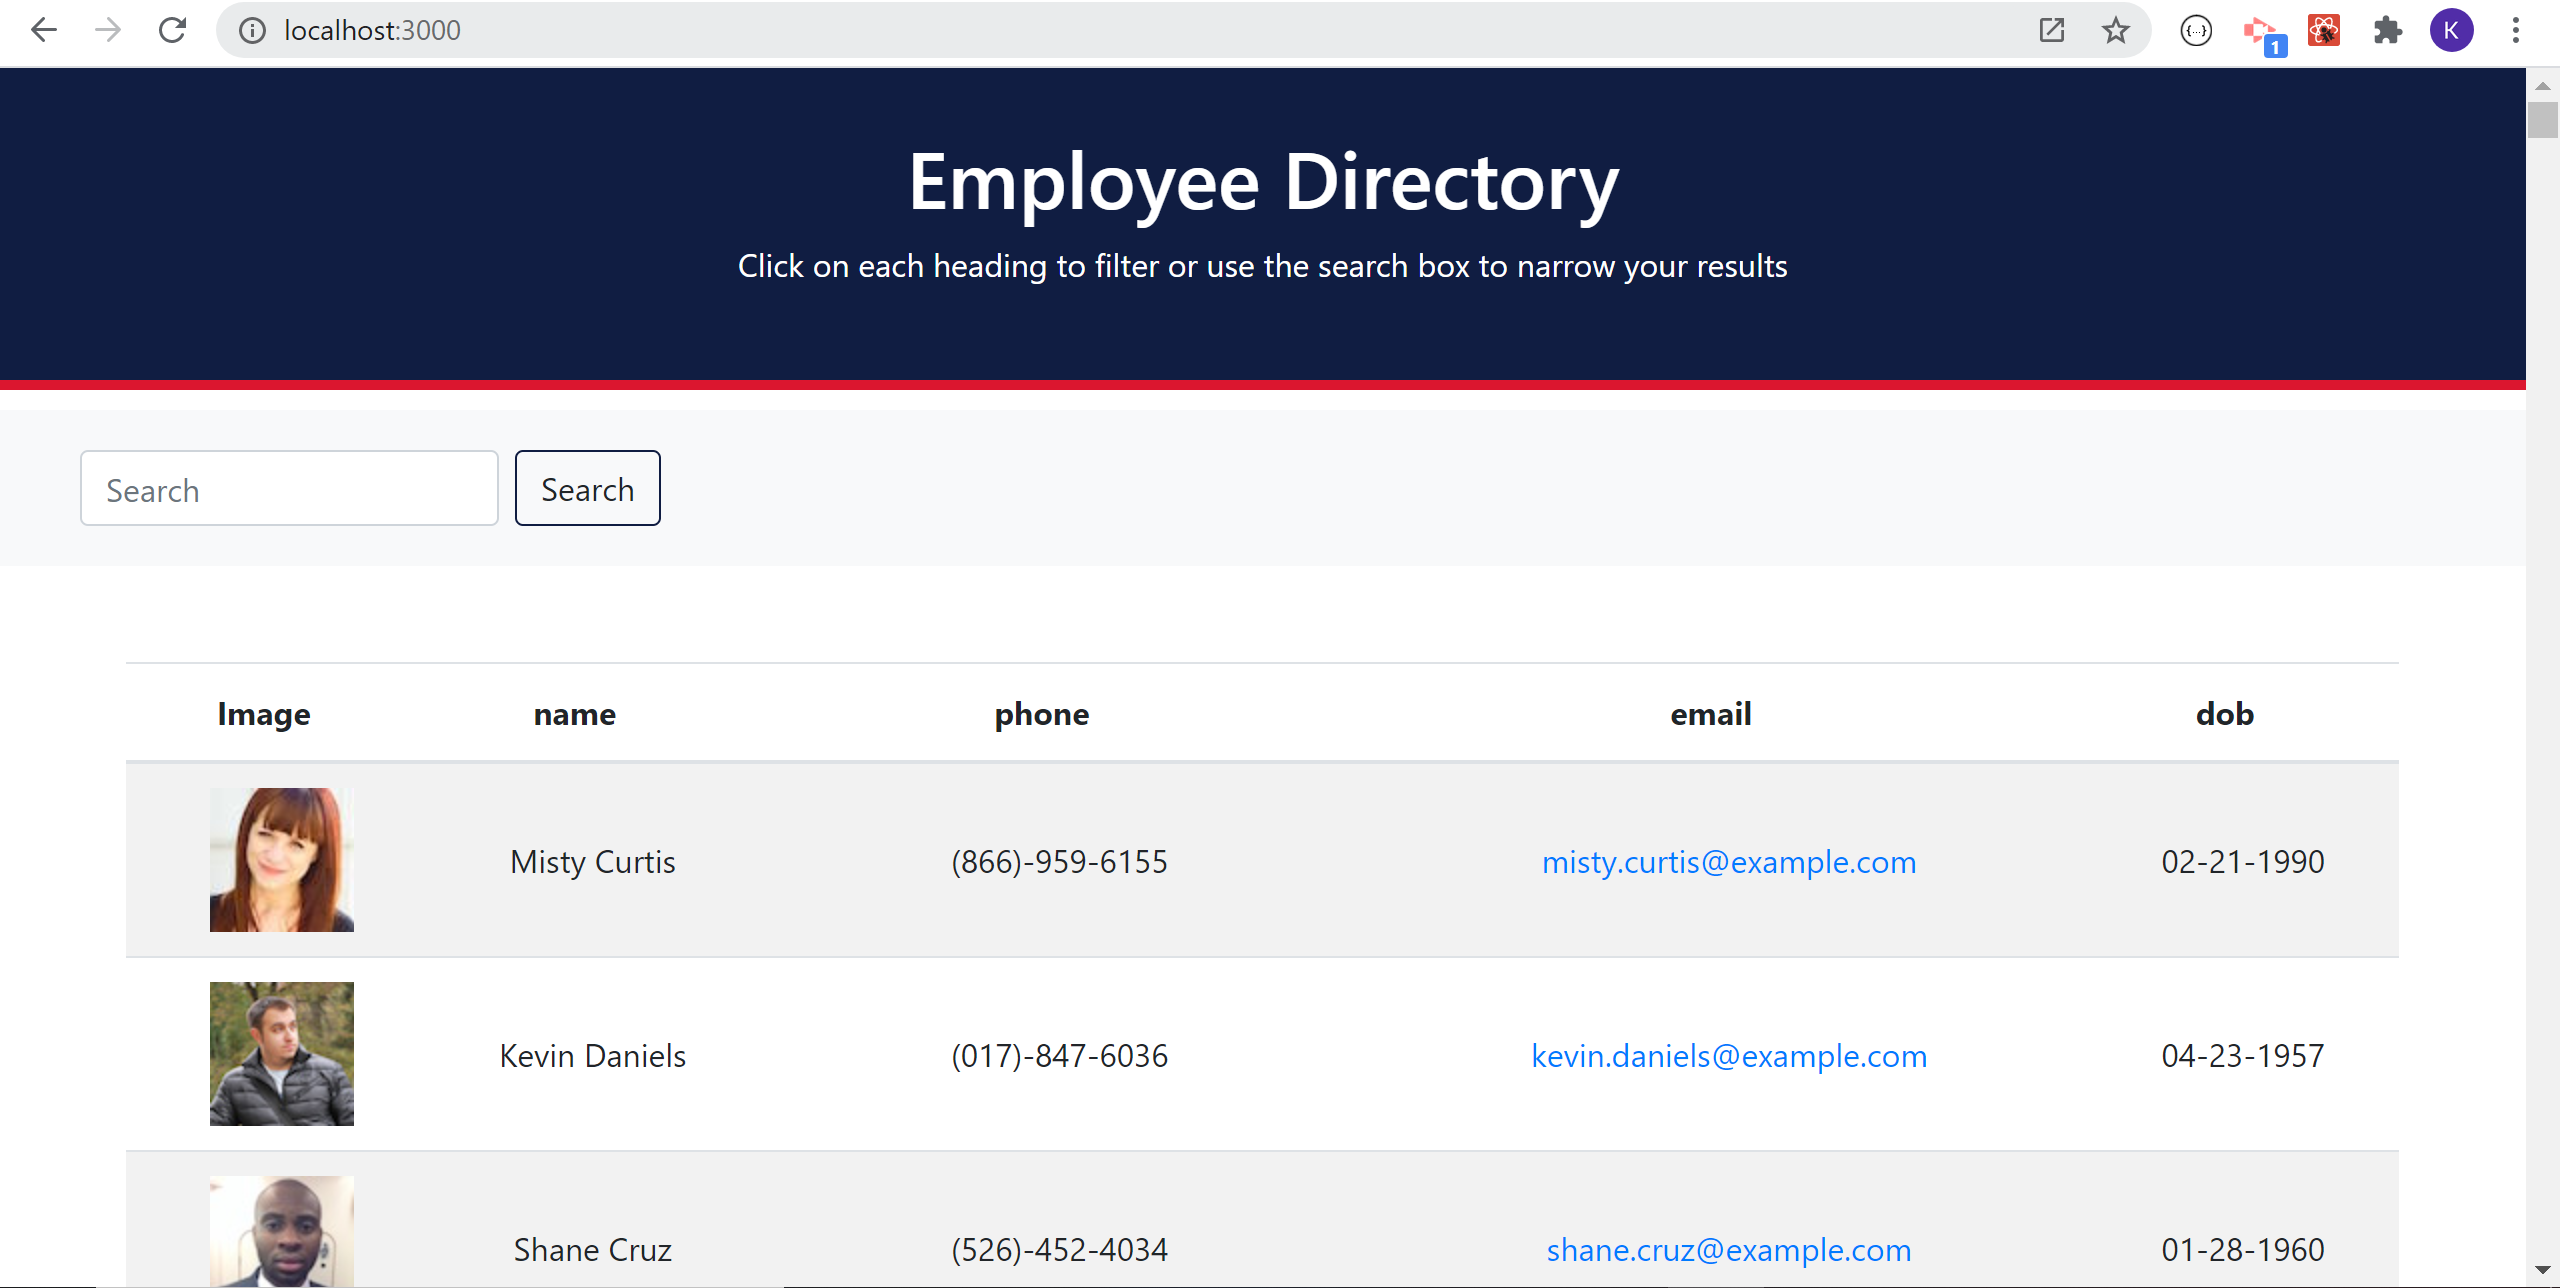 localhost:3000
1
K
Employee Directory
Click on each heading to filter or use the search box to narrow your results
Search Search
Image name phone email dob
Misty Curtis (866)-959-6155 misty.curtis@example.com 02-21-1990
Kevin Daniels (017)-847-6036 kevin.daniels@example.com 04-23-1957
Shane Cruz (526)-452-4034 shane.cruz@example.com 01-28-1960